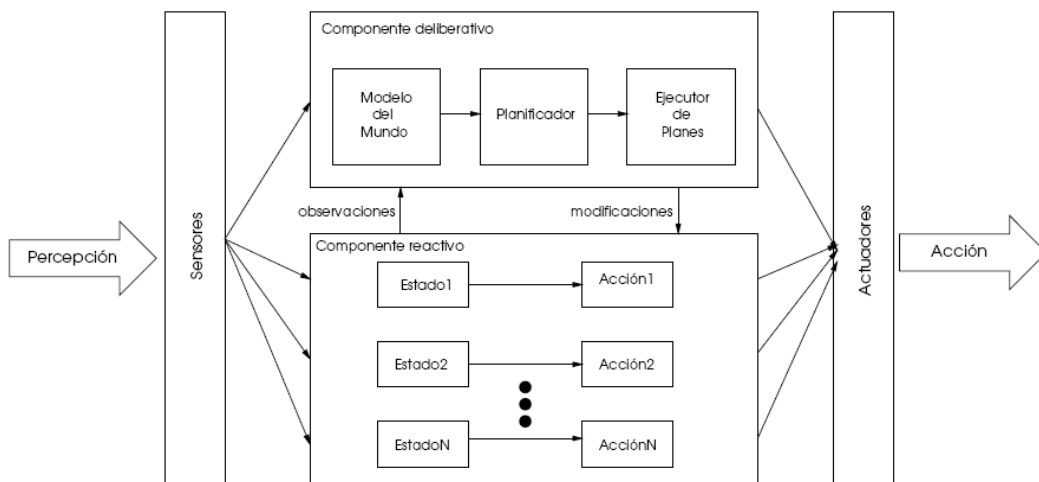 Componente deliberativo
Modelo
del
Mundo
Planificador
Ejecutor
de
Planes
observaciones
modificaciones
Percepción
Sensores
Componente reactivo
Estado1
Acción1
Estado2
Acción2
EstadoN
AcciónN
Actuadores
Acción